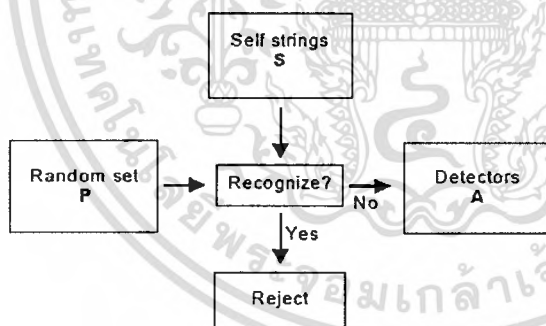 Self strings
S
Random set
P
Recognize?
No
Detectors
A
Yes
Reject